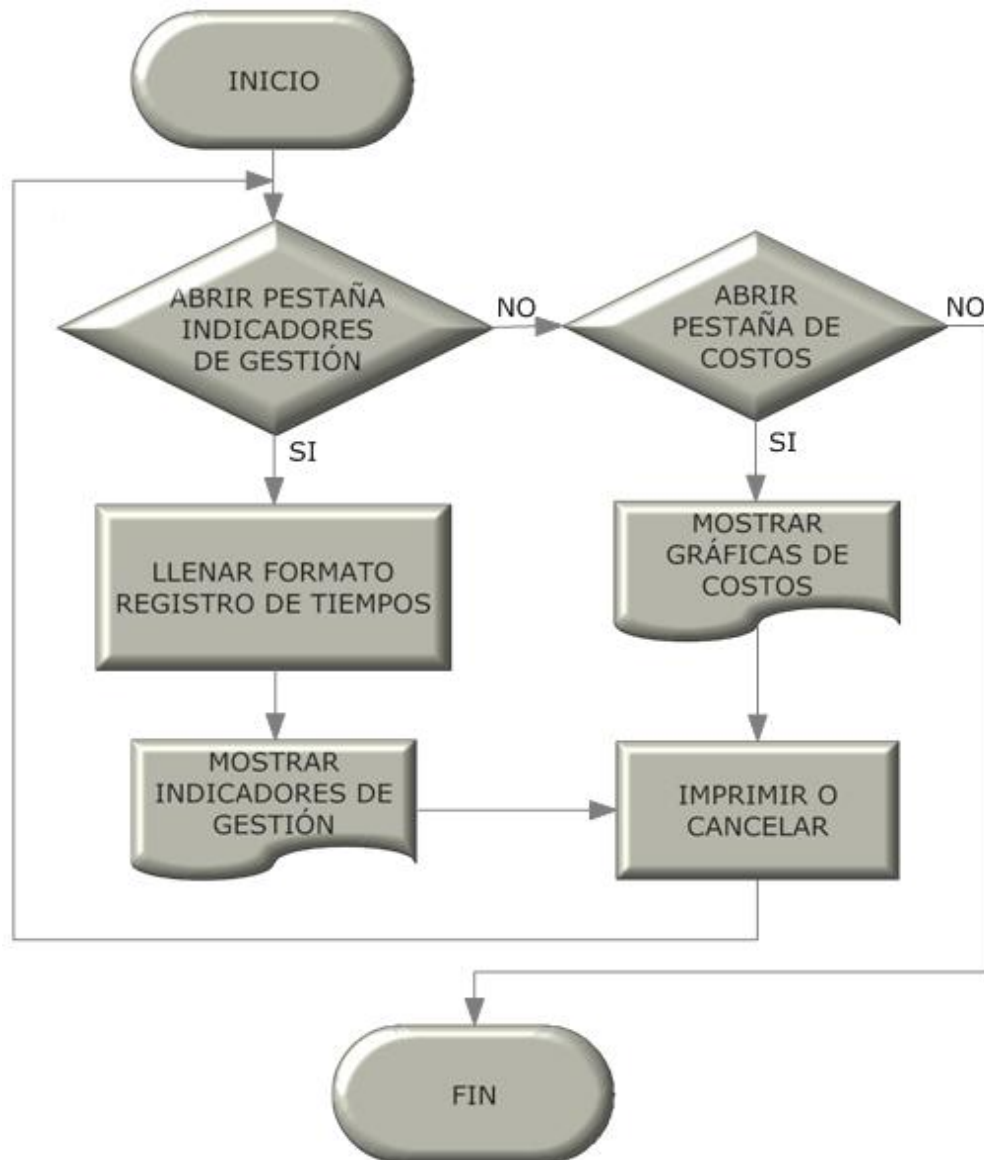 INICIO
ABRIR PESTAÑA
INDICADORES
DE GESTIÓN
NO
ABRIR
PESTAÑA DE
COSTOS
NO
SI
SI
LLENAR FORMATO
REGISTRO DE TIEMPOS
MOSTRAR
GRÁFICAS DE
COSTOS
MOSTRAR
INDICADORES DE
GESTIÓN
IMPRIMIR O
CANCELAR
FIN